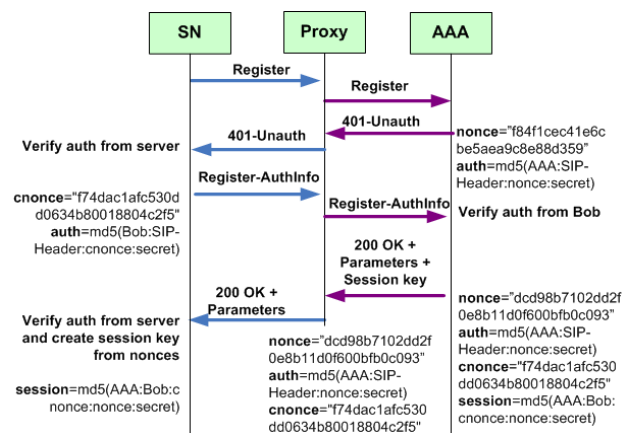 SN
Proxy
AAA
Register
Register
401-Unauth
nonce="f84f1cec41e6c
be5aea9c8e88d359"
auth=md5(AAA:SIP-
Header:nonce:secret)
401-Unauth
Verify auth from server
Register-AuthInfo
cnonce="f74dac1afc530d
d0634b80018804c2f5"
auth=md5(Bob:SIP-
Header:cnonce:secret)
Register-AuthInfo
Verify auth from Bob
200 OK +
Parameters +
Session key
200 OK +
Parameters
Verify auth from server
and create session key
from nonces
session=md5(AAA:Bob:c
nonce:nonce:secret)
nonce="dcd98b7102dd2f
0e8b11d0f600bfb0c093"
auth=md5(AAA:SIP-
Header:nonce:secret)
cnonce="f74dac1afc530
dd0634b80018804c2f5"
nonce="dcd98b7102dd2f
0e8b11d0f600bfb0c093"
auth=md5(AAA:SIP-
Header:nonce:secret)
cnonce="f74dac1afc530
dd0634b80018804c2f5"
session=md5(AAA:Bob:
cnonce:nonce:secret)